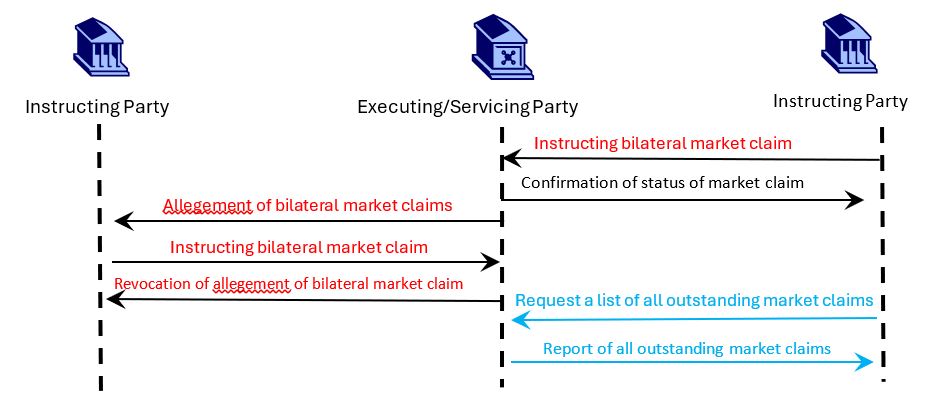 Instructing Party
Executing/Servicing Party
Instructing Party
Instructing bilateral market claim
Confirmation of status of market claim
Allegement of bilateral market claims
Instructing bilateral market claim
Revocation of allegement of bilateral market claim
Request a list of all outstanding market claims
Report of all outstanding market claims